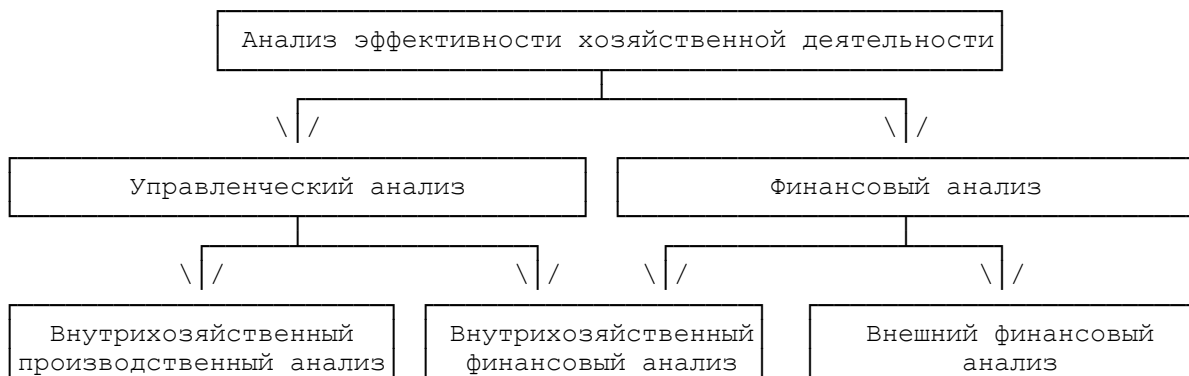 Анализ эффективности хозяйственной деятельности
Управленческий анализ
Финансовый анализ
Внутрихозяйственный
производственный анализ
Внутрихозяйственный
финансовый анализ
Внешний финансовый
анализ